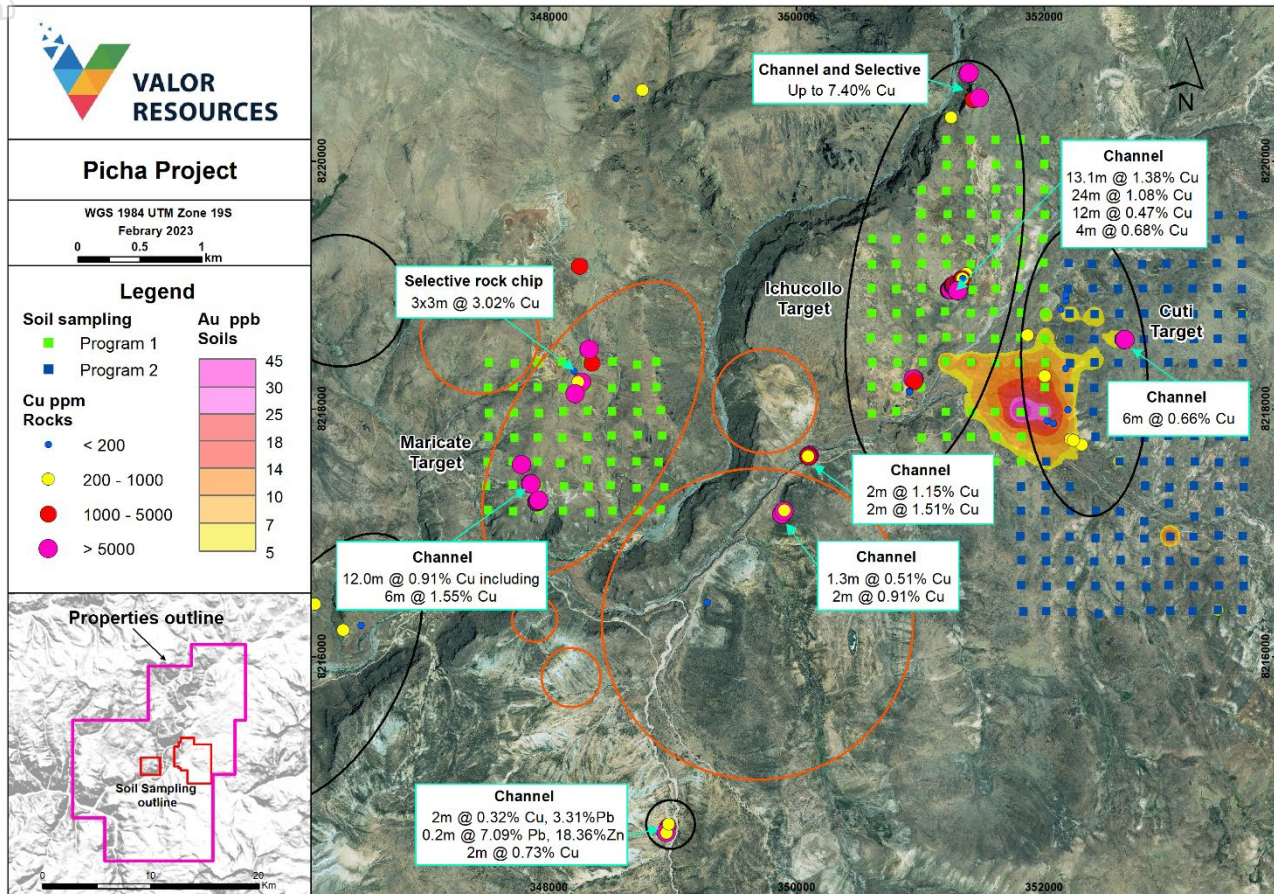 VALOR
RESOURCES
Picha Project
WGS 1984 UTM Zone 19S
Febrary 2023
0 0.5 1
km
Legend
Soil sampling
Program 1
Program 2
Cu ppm
Rocks
< 200
200 - 1000
1000 - 5000
> 5000
Au ppb
Soils
45
30
25
18
14
10
7
5
Properties outline
Soil Sampling
outline
0 10 20
Km
348000 350000 352000
8220000
8218000
8216000
8220000
8218000
8216000
348000 350000 352000
N
Channel and Selective
Up to 7.40% Cu
Channel
13.1m @ 1.38% Cu
24m @ 1.08% Cu
12m @ 0.47% Cu
4m @ 0.68% Cu
Selective rock chip
3x3m @ 3.02% Cu
Ichucollo
Target
Cuti
Target
Channel
6m @ 0.66% Cu
Maricate
Target
Channel
2m @ 1.15% Cu
2m @ 1.51% Cu
Channel
12.0m @ 0.91% Cu including
6m @ 1.55% Cu
Channel
1.3m @ 0.51% Cu
2m @ 0.91% Cu
Channel
2m @ 0.32% Cu, 3.31%Pb
0.2m @ 7.09% Pb, 18.36%Zn
2m @ 0.73% Cu